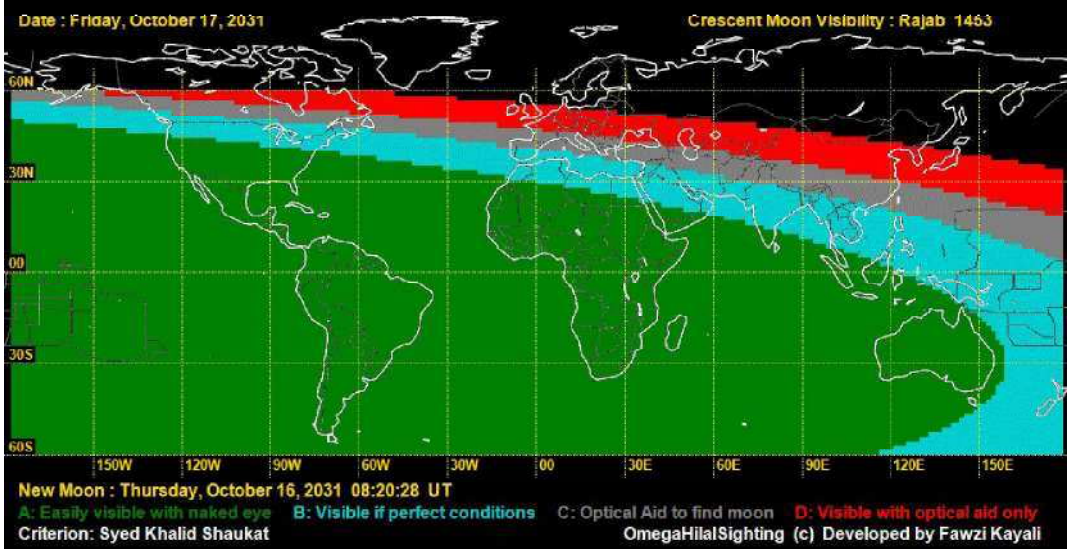 Date : Friday, October 17, 2031
Crescent Moon Visibility : Rajab 1453
60N
30N
00
30S
60S
150W 120W 90W 60W 30W 00 30E 60E 90E 120E 150E
New Moon : Thursday, October 16, 2031 08:20:28 UT
A: Easily visible with naked eye B: Visible if perfect conditions C: Optical Aid to find moon D: Visible with optical aid only
Criterion: Syed Khalid Shaukat OmegaHilalSighting (c) Developed by Fawzi Kayali